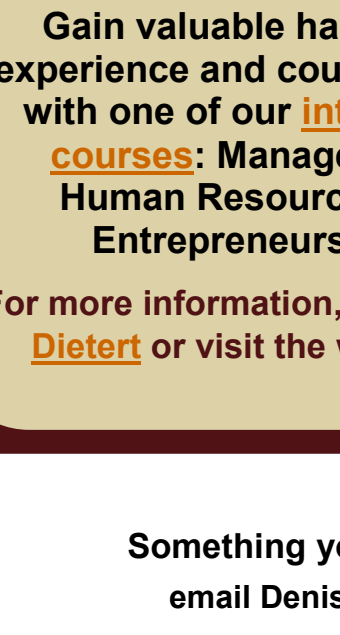 Gain valuable ha
experience and cou
with one of our int
courses: Manage
Human Resourc
Entrepreneurs
For more information,
Dietert or visit the w
Something yo
email Denis